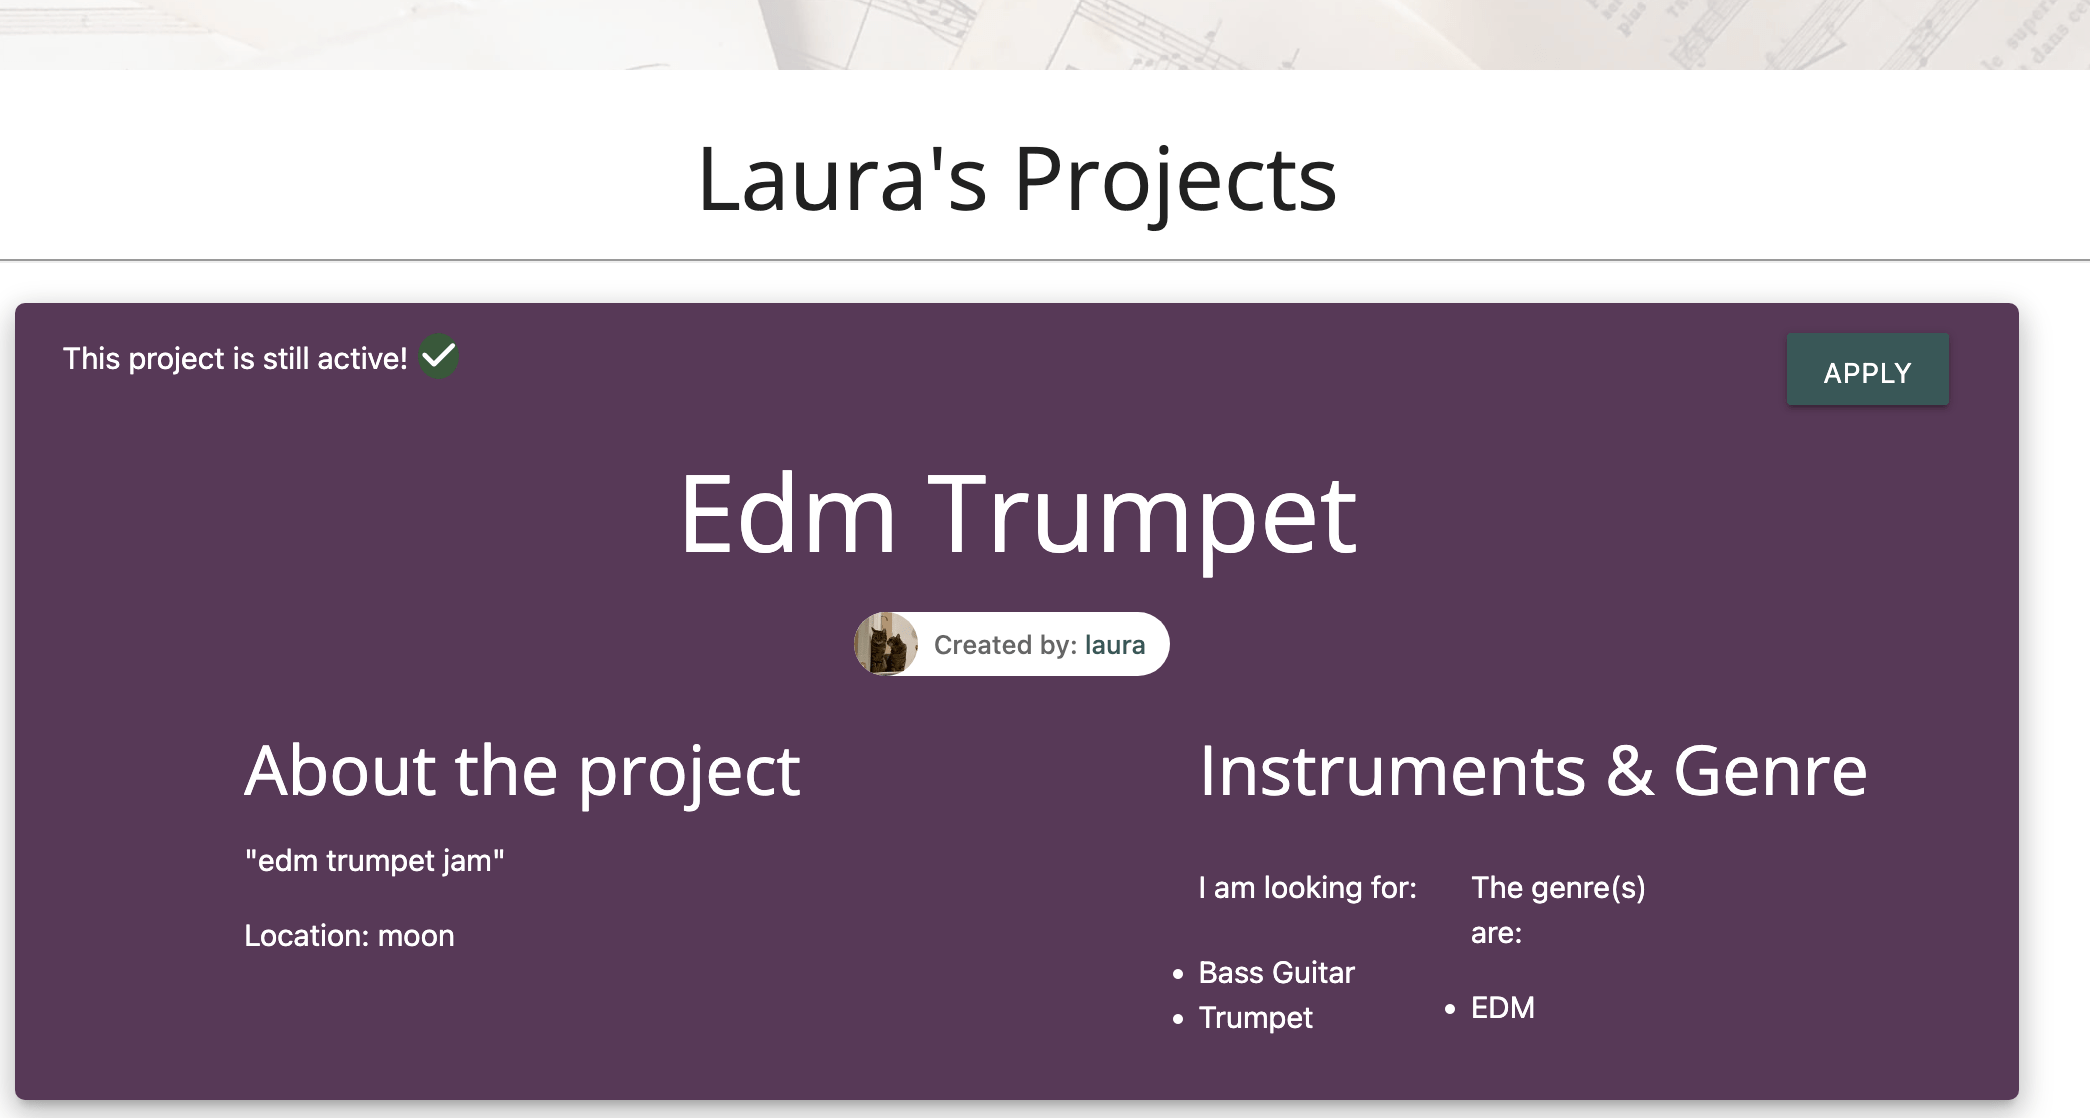 Laura's Projects
This project is still active!
APPLY
Edm Trumpet
Created by: laura
About the project
"edm trumpet jam"
Location: moon
Instruments & Genre
I am looking for:
Bass Guitar
Trumpet
The genre(s)
are:
EDM